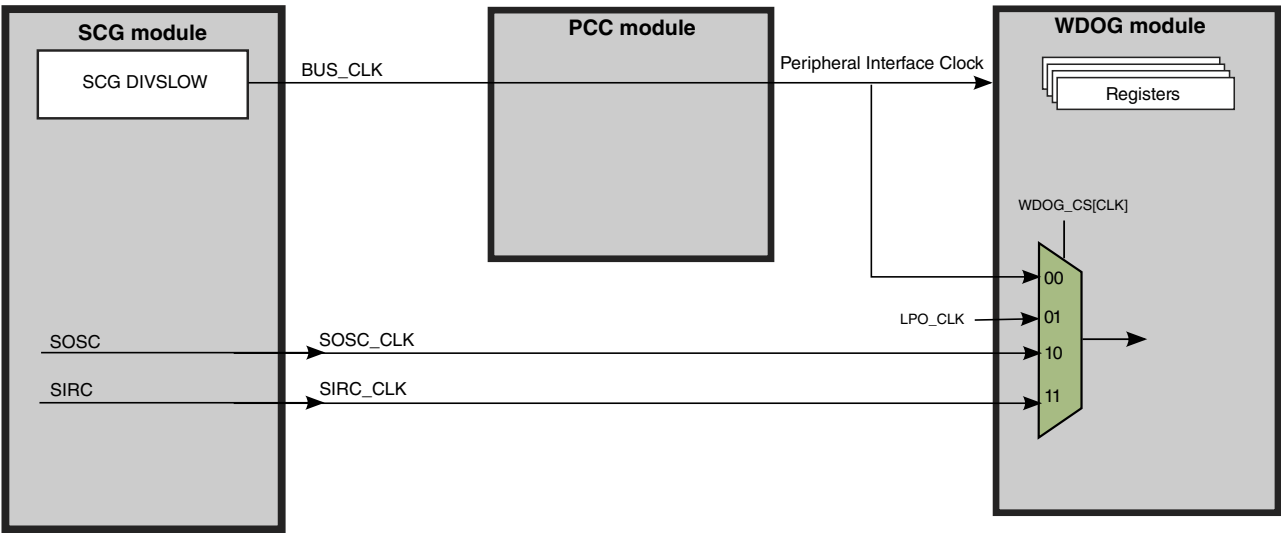 SCG module
PCC module
WDOG module
SCG DIVSLOW
BUS_CLK
Peripheral Interface Clock
Registers
WDOG_CS[CLK]
00
LPO_CLK
01
SOSC
SOSC_CLK
10
SIRC
SIRC_CLK
11